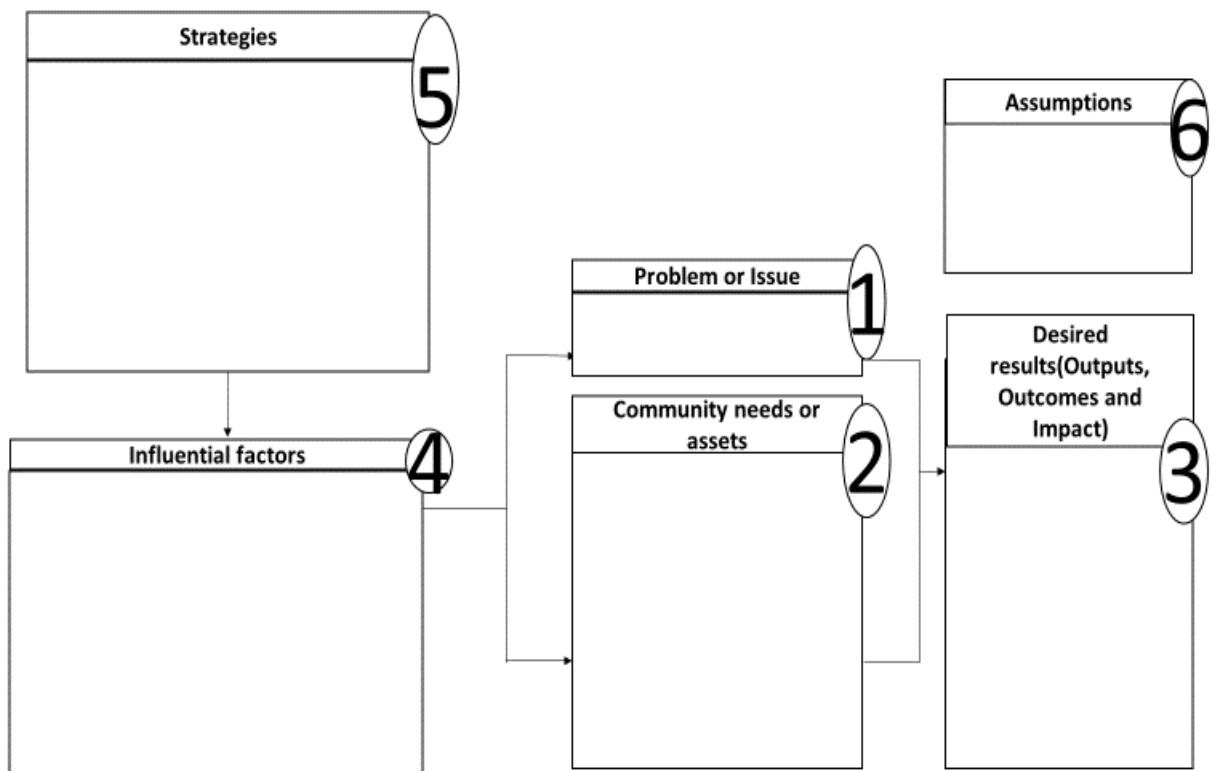 Strategies
5
Assumptions
6
Problem or Issue
1
Desired
results(Outputs,
Outcomes and
Impact)
3
Community needs or
assets
2
Influential factors
4